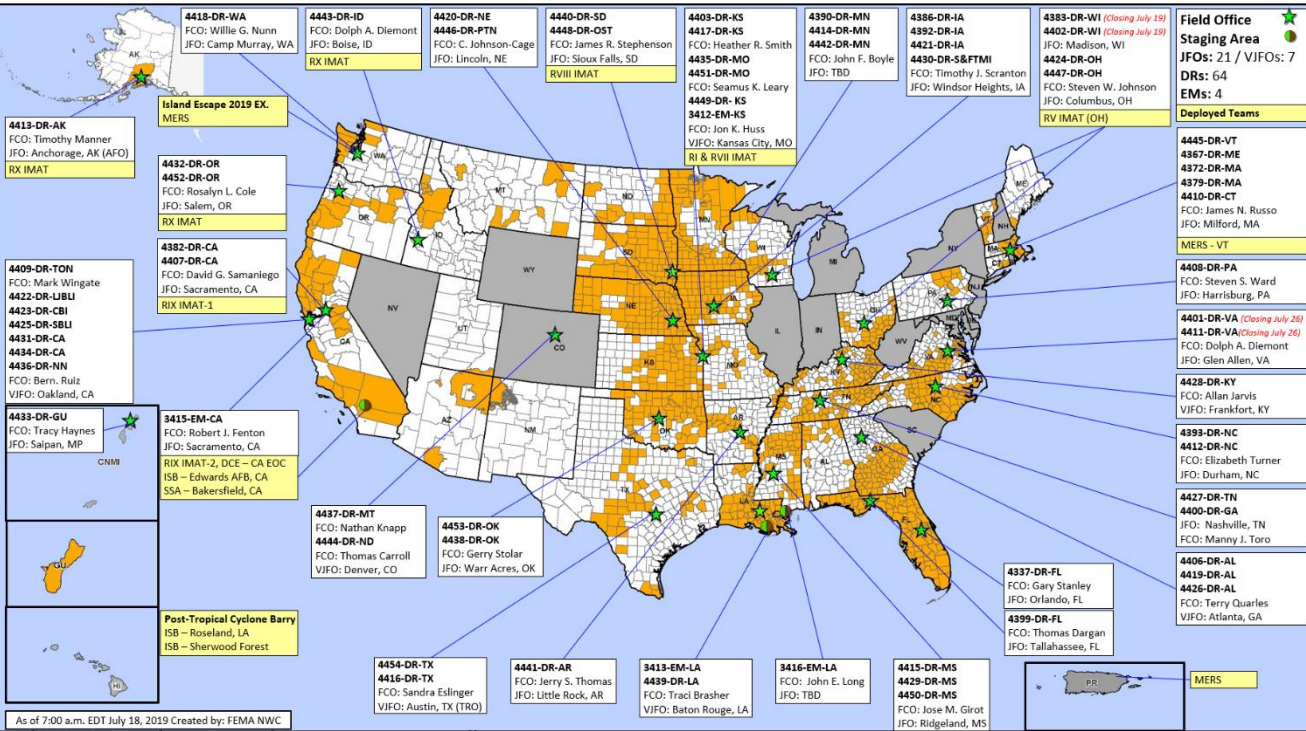 4418-DR-WA
FCO: Willie G. Nunn
JFO: Camp Murray, WA
4443-DR-ID
FCO: Dolph A. Diemont
JFO: Boise, ID
RX IMAT
4420-DR-NE
4446-DR-PTN
FCO: C. Johnson-Cage
JFO: Lincoln, NE
4440-DR-SD
4448-DR-OST
FCO: James R. Stephenson
JFO: Sioux Falls, SD
RVIII IMAT
4403-DR-KS
4417-DR-KS
FCO: Heather R. Smith
4435-DR-MO
4451-DR-MO
FCO: Seamus K. Leary
4449-DR- KS
3412-EM-KS
FCO: Jon K. Huss
VJFO: Kansas City, MO
RI & RVII IMAT
4390-DR-MN
4414-DR-MN
4442-DR-MN
FCO: John F. Boyle
JFO: TBD
4386-DR-IA
4392-DR-IA
4421-DR-IA
4430-DR-S&FTMI
FCO: Timothy J. Scranton
JFO: Windsor Heights, IA
4383-DR-WI (Closing July 19)
4402-DR-WI (Closing July 19)
JFO: Madison, WI
4424-DR-OH
4447-DR-OH
FCO: Steven W. Johnson
JFO: Columbus, OH
RV IMAT (OH)
Field Office
Staging Area
JFOs: 21 / VJFOs: 7
DRs: 64
EMs: 4
Deployed Teams
AK
4413-DR-AK
FCO: Timothy Manner
JFO: Anchorage, AK (AFO)
RX IMAT
Island Escape 2019 EX.
MERS
4432-DR-OR
4452-DR-OR
FCO: Rosalyn L. Cole
JFO: Salem, OR
RX IMAT
4382-DR-CA
4407-DR-CA
FCO: David G. Samaniego
JFO: Sacramento, CA
RIX IMAT-1
4409-DR-TON
FCO: Mark Wingate
4422-DR-LJBLI
4423-DR-CBI
4425-DR-SBLI
4431-DR-CA
4434-DR-CA
4436-DR-NN
FCO: Bern. Ruiz
VJFO: Oakland, CA
4433-DR-GU
FCO: Tracy Haynes
JFO: Saipan, MP
CNMI
3415-EM-CA
FCO: Robert J. Fenton
JFO: Sacramento, CA
RIX IMAT-2, DCE – CA EOC
ISB – Edwards AFB, CA
SSA – Bakersfield, CA
GU
HI
Post-Tropical Cyclone Barry
ISB – Roseland, LA
ISB – Sherwood Forest
As of 7:00 a.m. EDT July 18, 2019 Created by: FEMA NWC
WA
OR
ID
MT
ND
SD
MN
WI
MI
NY
VT
NH
ME
MA
CT
NJ
PA
WY
NV
UT
CA
CO
NE
IA
IL
IN
OH
WV
VA
MD
KS
MO
KY
TN
NC
SC
AZ
NM
OK
AR
TX
LA
MS
AL
GA
FL
4445-DR-VT
4367-DR-ME
4372-DR-MA
4379-DR-MA
4410-DR-CT
FCO: James N. Russo
JFO: Milford, MA
MERS - VT
4408-DR-PA
FCO: Steven S. Ward
JFO: Harrisburg, PA
4401-DR-VA (Closing July 26)
4411-DR-VA(Closing July 26)
FCO: Dolph A. Diemont
JFO: Glen Allen, VA
4428-DR-KY
FCO: Allan Jarvis
VJFO: Frankfort, KY
4393-DR-NC
4412-DR-NC
FCO: Elizabeth Turner
JFO: Durham, NC
4427-DR-TN
4400-DR-GA
JFO: Nashville, TN
FCO: Manny J. Toro
4406-DR-AL
4419-DR-AL
4426-DR-AL
FCO: Terry Quarles
VJFO: Atlanta, GA
4437-DR-MT
FCO: Nathan Knapp
4444-DR-ND
FCO: Thomas Carroll
VJFO: Denver, CO
4453-DR-OK
4438-DR-OK
FCO: Gerry Stolar
JFO: Warr Acres, OK
4337-DR-FL
FCO: Gary Stanley
JFO: Orlando, FL
4399-DR-FL
FCO: Thomas Dargan
JFO: Tallahassee, FL
4454-DR-TX
4416-DR-TX
FCO: Sandra Eslinger
VJFO: Austin, TX (TRO)
4441-DR-AR
FCO: Jerry S. Thomas
JFO: Little Rock, AR
3413-EM-LA
4439-DR-LA
FCO: Traci Brasher
VJFO: Baton Rouge, LA
3416-EM-LA
FCO: John E. Long
JFO: TBD
4415-DR-MS
4429-DR-MS
4450-DR-MS
FCO: Jose M. Girot
JFO: Ridgeland, MS
PR
MERS